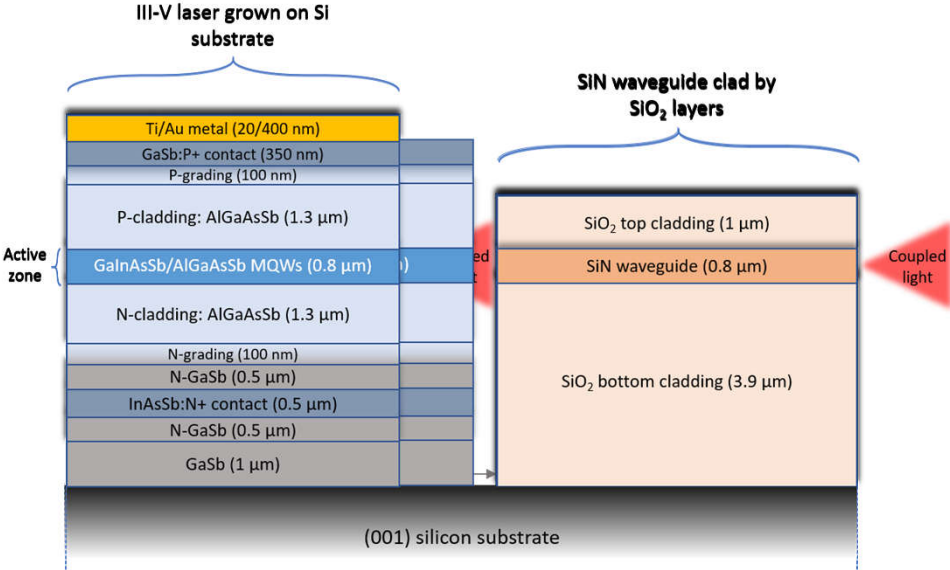 III-V laser grown on Si
substrate
SiN waveguide clad by
SiO₂ layers
Ti/Au metal (20/400 nm)
GaSb:P+ contact (350 nm)
P-grading (100 nm)
P-cladding: AlGaAsSb (1.3 µm)
Active
zone
GaInAsSb/AlGaAsSb MQWs (0.8 µm)
N-cladding: AlGaAsSb (1.3 µm)
N-grading (100 nm)
N-GaSb (0.5 µm)
InAsSb:N+ contact (0.5 µm)
N-GaSb (0.5 µm)
GaSb (1 µm)
SiO₂ top cladding (1 µm)
SiN waveguide (0.8 µm)
SiO₂ bottom cladding (3.9 µm)
Coupled
light
(001) silicon substrate